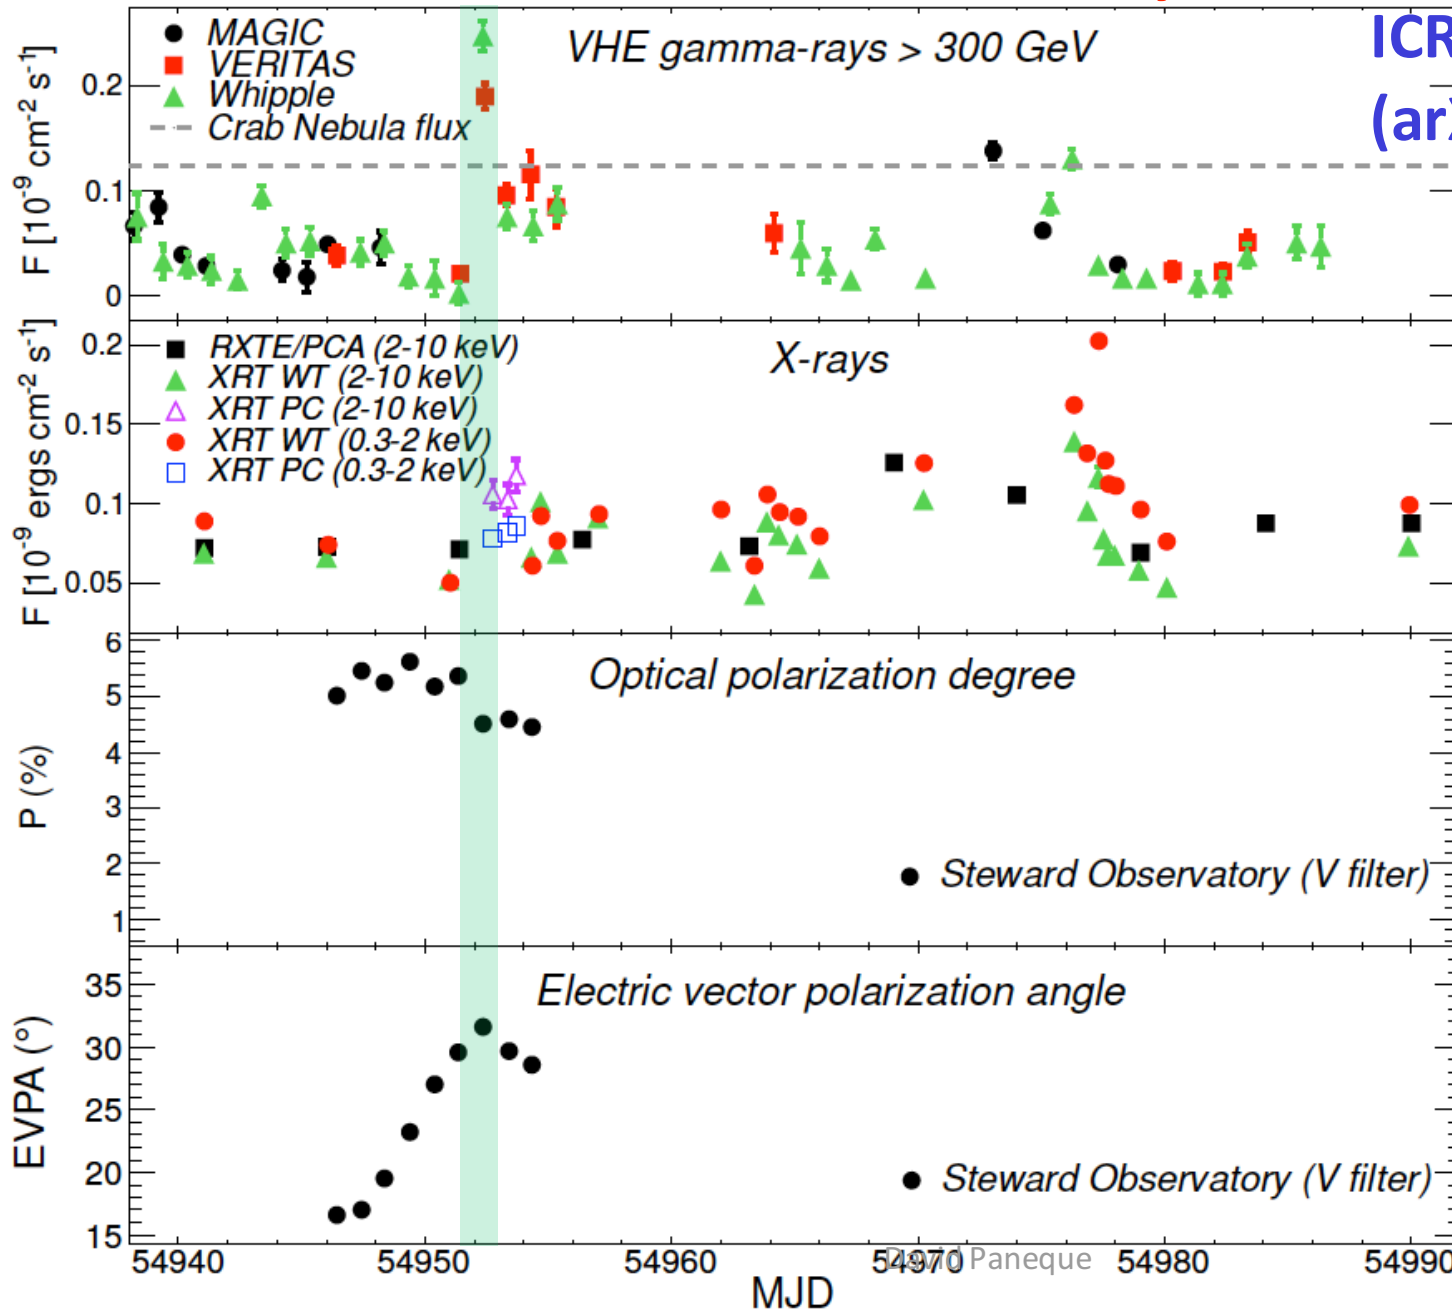 ICR
(ar
MAGIC
VERITAS
Whipple
Crab Nebula flux
VHE gamma-rays > 300 GeV
F [10⁻⁹ cm⁻² s⁻¹]
0.2
0.1
0
RXTE/PCA (2-10 keV)
XRT WT (2-10 keV)
XRT PC (2-10 keV)
XRT WT (0.3-2 keV)
XRT PC (0.3-2 keV)
X-rays
F [10⁻⁹ ergs cm⁻² s⁻¹]
0.2
0.15
0.1
0.05
Optical polarization degree
P (%)
6
5
4
3
2
1
Steward Observatory (V filter)
Electric vector polarization angle
EVPA (°)
35
30
25
20
15
Steward Observatory (V filter)
54940 54950 54960 54970 54980 54990
David Paneque
MJD